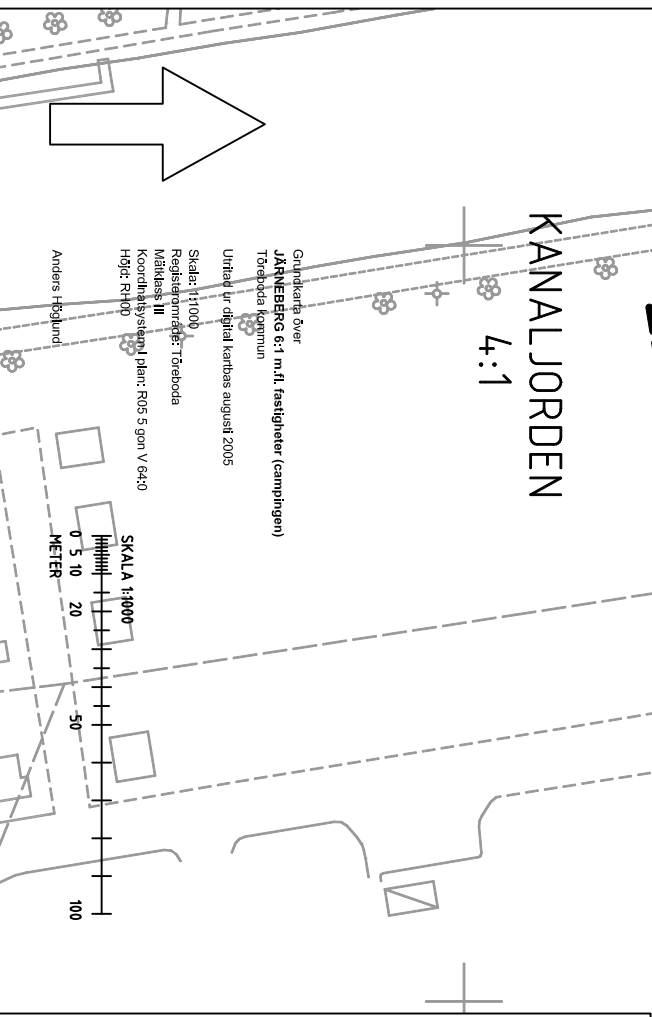 KANALJORDEN
4:1
Grundkarta över
JÄRNEBERG 6:1 m.fl. fastigheter (campingen)
Töreboda kommun
Utritad ur digital kartbas augusti 2005
Skala: 1:1000
Registerområde: Töreboda
Mätklass III
Koordinatsystem i plan: R05 5 gon V 64:0
Höjd: RH00
Anders Höglund
SKALA 1:1000
0 5 10 20 50 100
METER